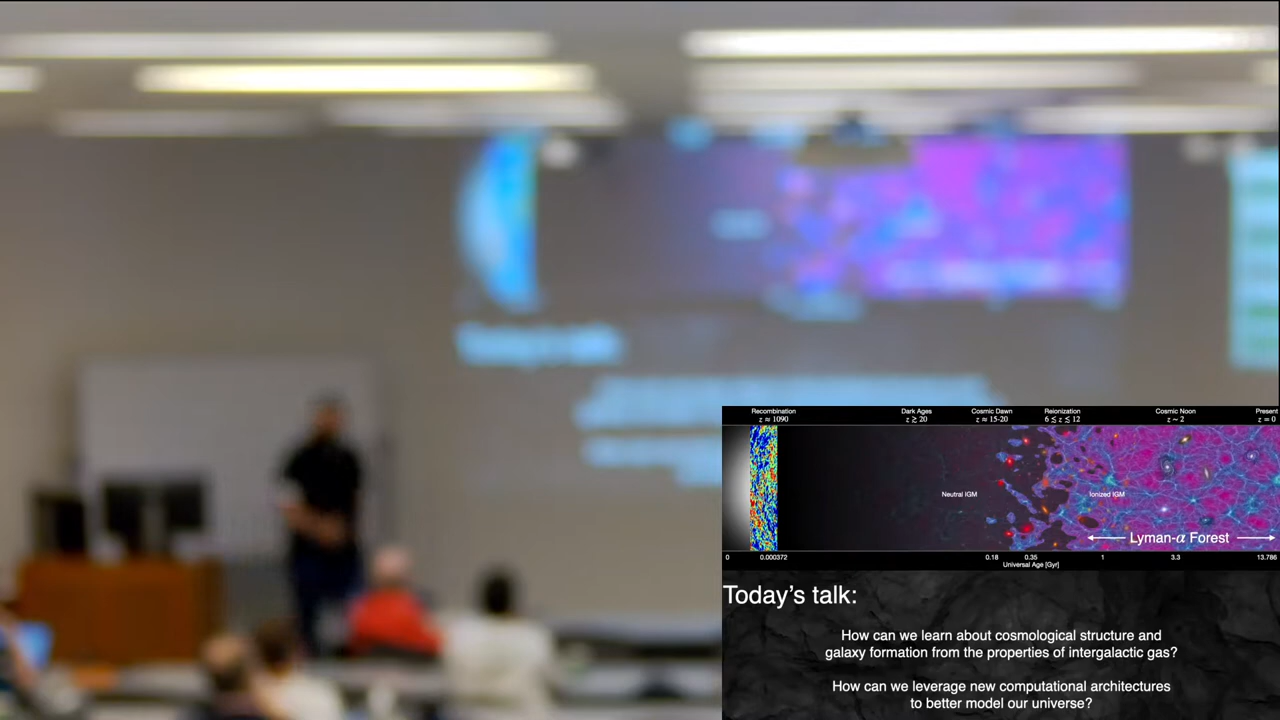 Today's talk:
Recombination
z ≈ 1090
Dark Ages
z ≳ 20
Cosmic Dawn
z ≈ 15-20
Reionization
6 ≲ z ≲ 12
Cosmic Noon
z ~ 2
Present
z = 0
Neutral IGM
Ionized IGM
Lyman-α Forest
0
0.000372
0.18
0.35
1
3.3
13.786
Universal Age [Gyr]
Today's talk:
How can we learn about cosmological structure and
galaxy formation from the properties of intergalactic gas?
How can we leverage new computational architectures
to better model our universe?